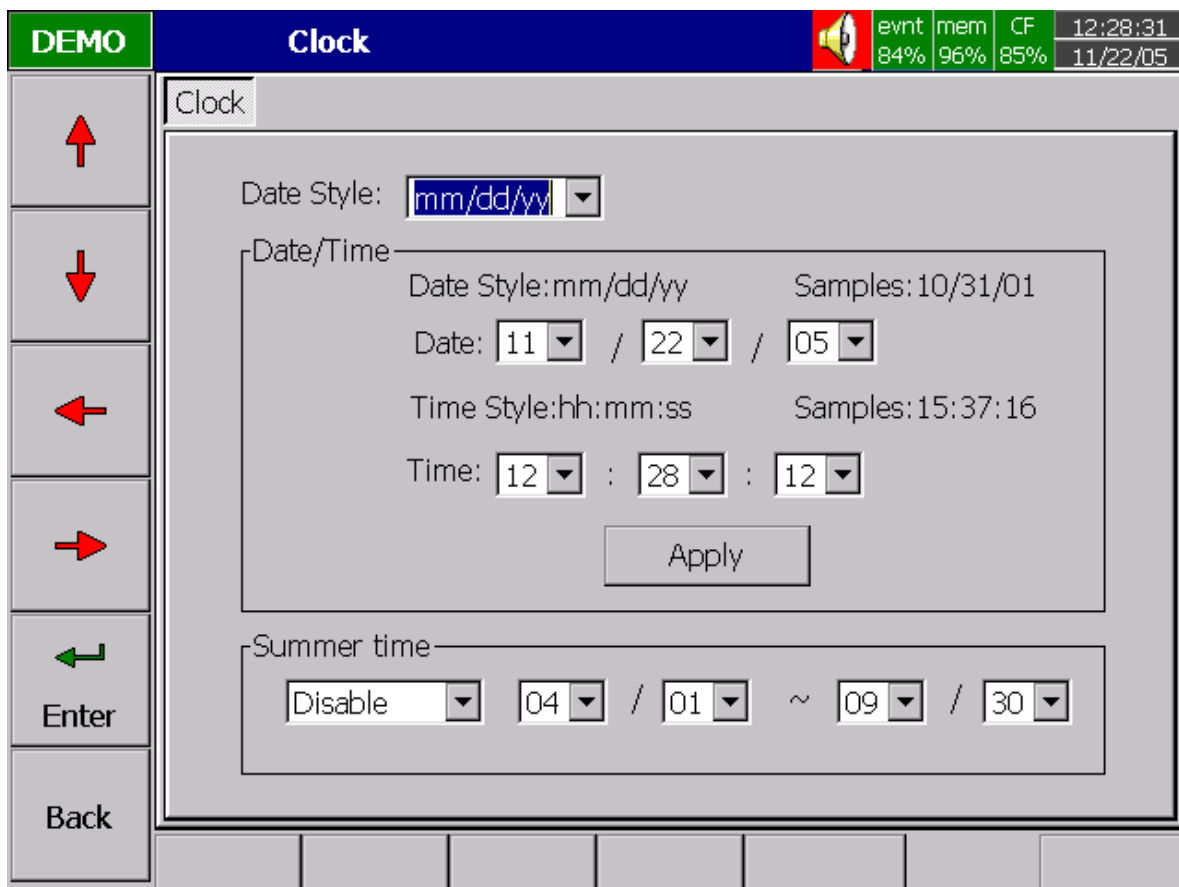 DEMO Clock evnt mem CF 12:28:31
84% 96% 85% 11/22/05
Clock
Date Style: mm/dd/yy
Date/Time
Date Style:mm/dd/yy Samples:10/31/01
Date: 11 / 22 / 05
Time Style:hh:mm:ss Samples:15:37:16
Time: 12 : 28 : 12
Apply
Summer time
Disable 04 / 01 ~ 09 / 30
Enter
Back